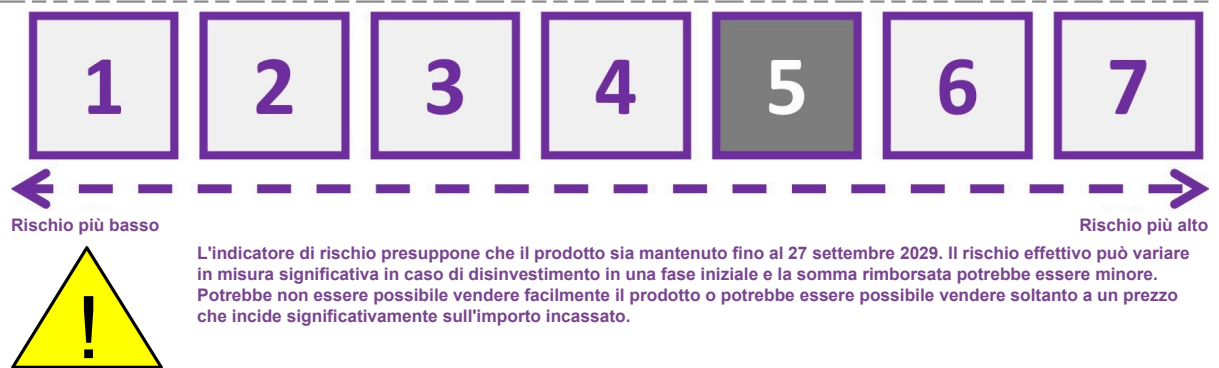 1 2 3 4 5 6 7
Rischio più basso Rischio più alto
L'indicatore di rischio presuppone che il prodotto sia mantenuto fino al 27 settembre 2029. Il rischio effettivo può variare
in misura significativa in caso di disinvestimento in una fase iniziale e la somma rimborsata potrebbe essere minore.
Potrebbe non essere possibile vendere facilmente il prodotto o potrebbe essere possibile vendere soltanto a un prezzo
che incide significativamente sull'importo incassato.
!